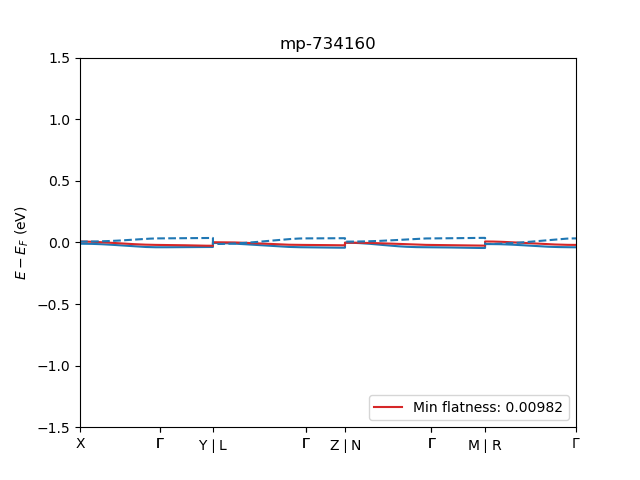 mp-734160
1.5
1.0
0.5
0.0
−0.5
−1.0
−1.5
E − E_F (eV)
Min flatness: 0.00982
X Γ Y | L Γ Z | N Γ M | R Γ